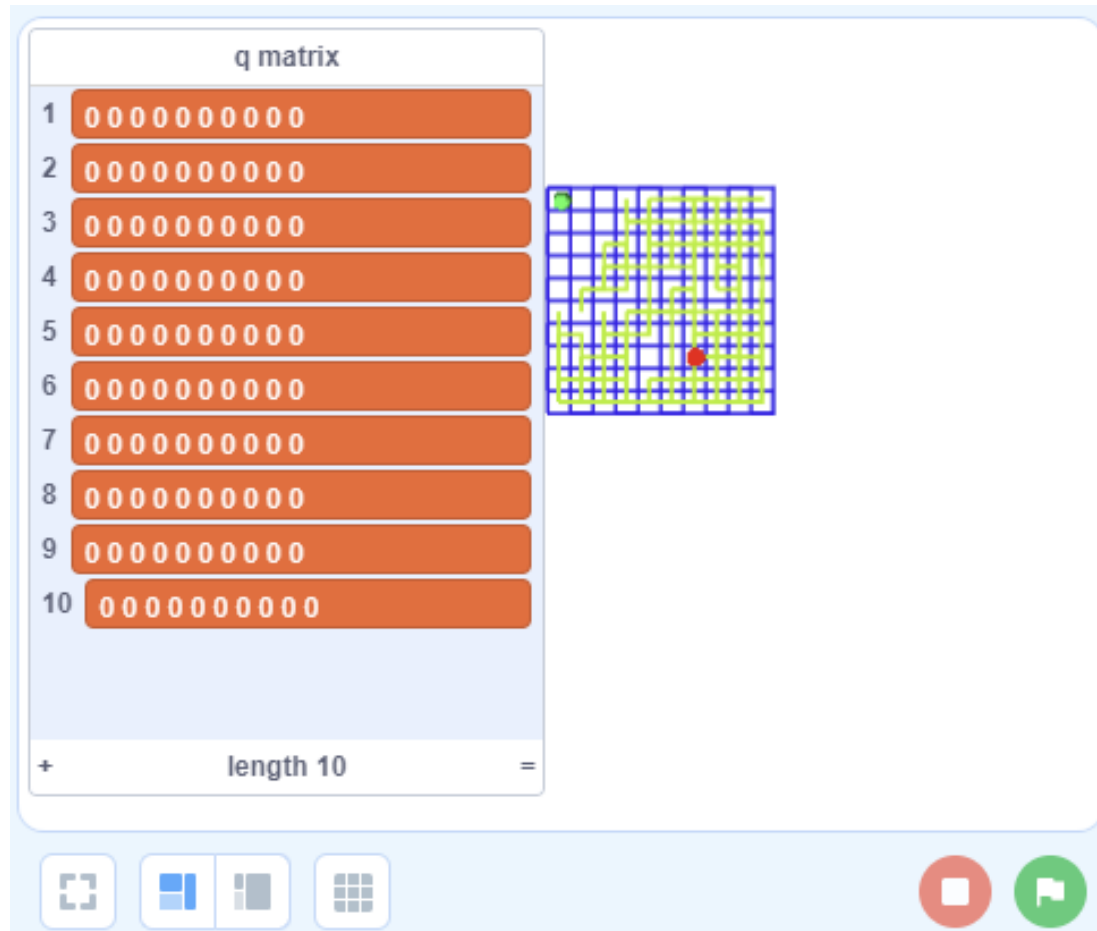 q matrix
1 0 0 0 0 0 0 0 0 0 0
2 0 0 0 0 0 0 0 0 0 0
3 0 0 0 0 0 0 0 0 0 0
4 0 0 0 0 0 0 0 0 0 0
5 0 0 0 0 0 0 0 0 0 0
6 0 0 0 0 0 0 0 0 0 0
7 0 0 0 0 0 0 0 0 0 0
8 0 0 0 0 0 0 0 0 0 0
9 0 0 0 0 0 0 0 0 0 0
10 0 0 0 0 0 0 0 0 0 0
+ length 10 =